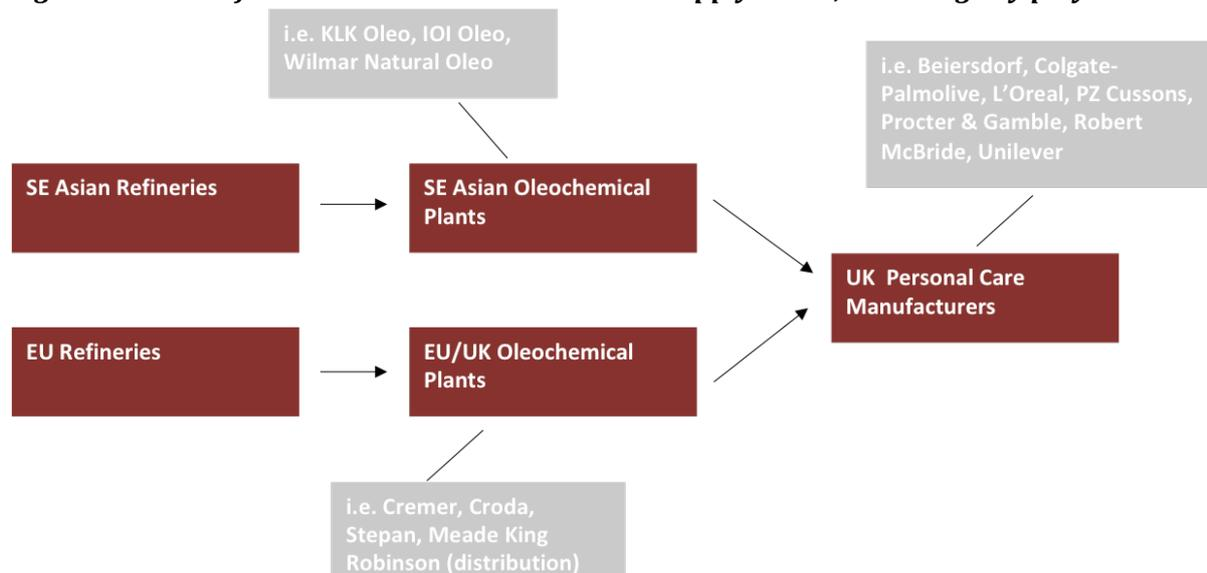 i.e. KLK Oleo, IOI Oleo,
Wilmar Natural Oleo
i.e. Beiersdorf, Colgate-
Palmolive, L'Oreal, PZ Cussons,
Procter & Gamble, Robert
McBride, Unilever
SE Asian Refineries
SE Asian Oleochemical
Plants
UK Personal Care
Manufacturers
EU Refineries
EU/UK Oleochemical
Plants
i.e. Cremer, Croda,
Stepan, Meade King
Robinson (distribution)